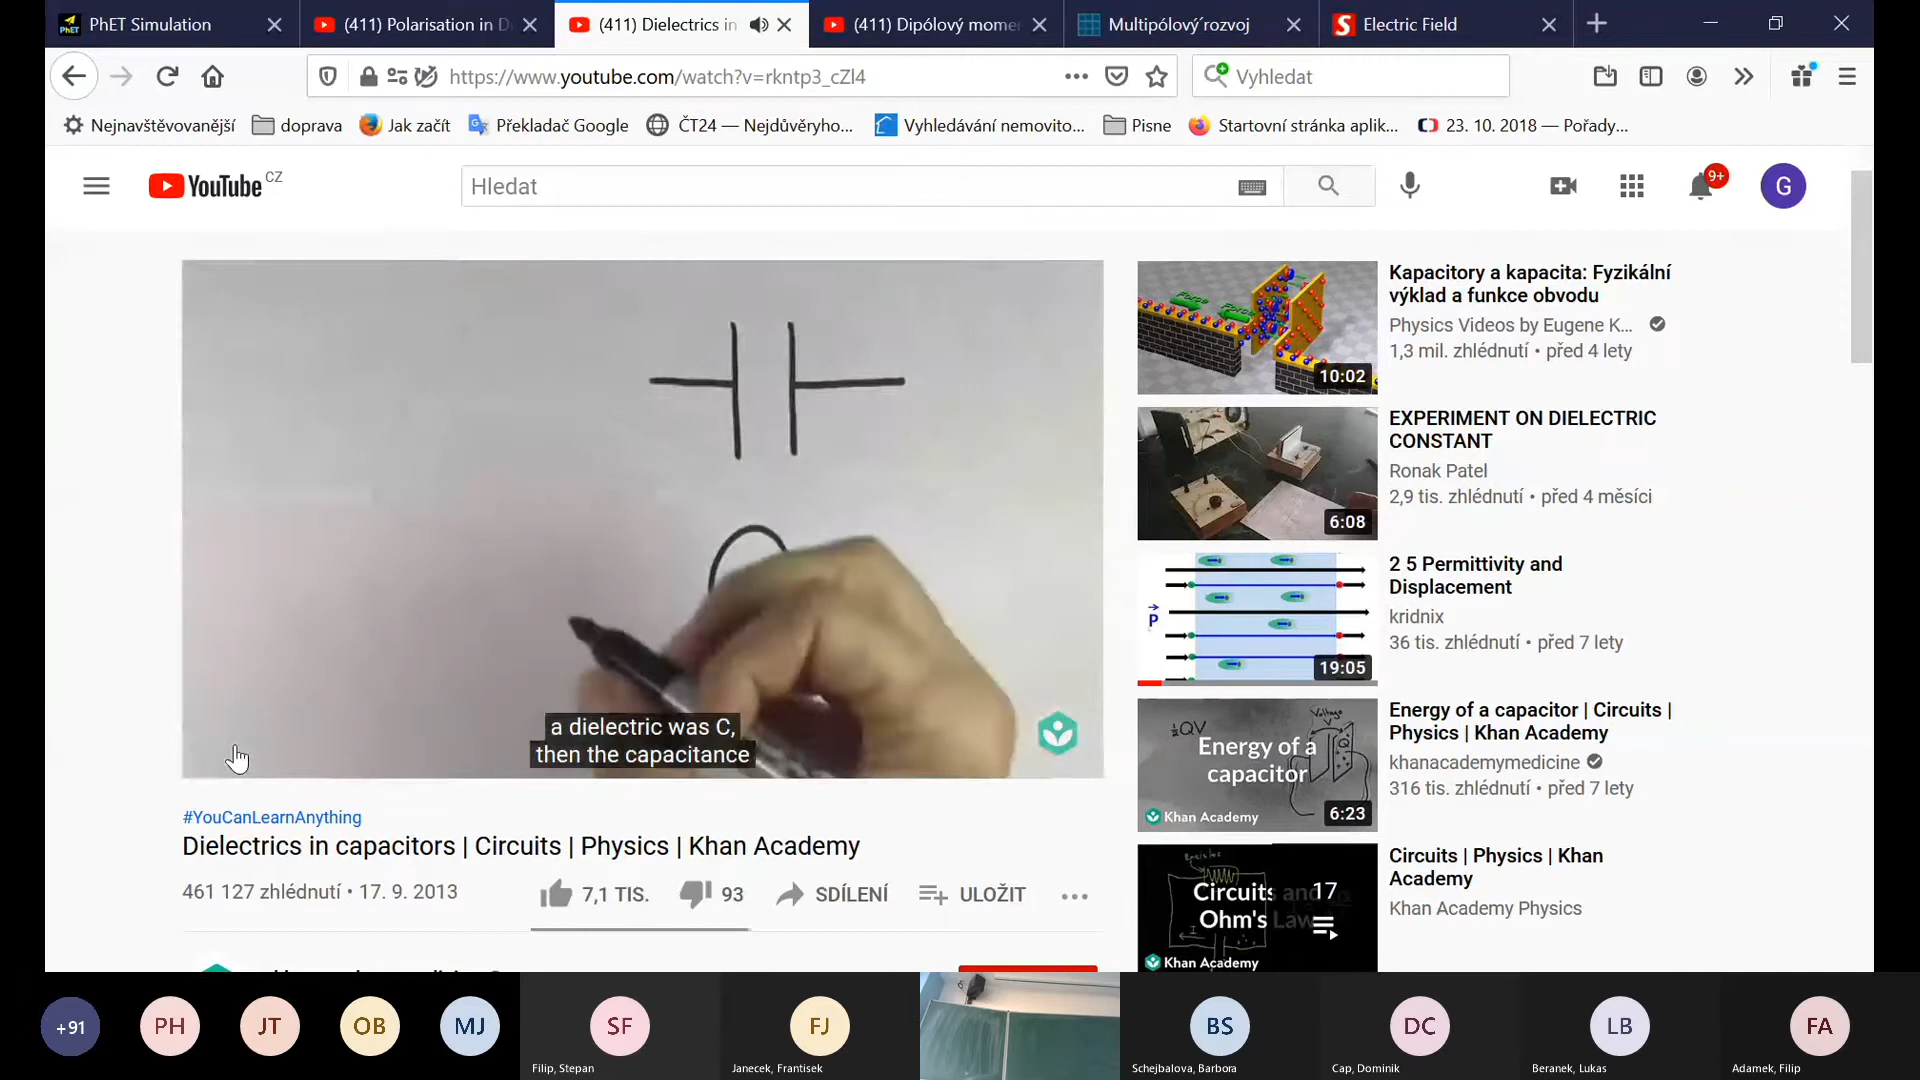 PhET
PhET Simulation
(411) Polarisation in D
(411) Dielectrics in
(411) Dipólový mome
Multipólový rozvoj
S
Electric Field
https://www.youtube.com/watch?v=rkntp3_cZl4
Vyhledat
Nejnavštěvovanější
doprava
Jak začít
Překladač Google
ČT24 — Nejdůvěryho...
Vyhledávání nemovito...
Pisne
Startovní stránka aplik...
23. 10. 2018 — Pořady...
YouTube CZ
Hledat
9+
G
a dielectric was C,
then the capacitance
#YouCanLearnAnything
Dielectrics in capacitors | Circuits | Physics | Khan Academy
461 127 zhlédnutí • 17. 9. 2013
7,1 TIS.
93
SDÍLENÍ
ULOŽIT
Force
10:02
Kapacitory a kapacita: Fyzikální
výklad a funkce obvodu
Physics Videos by Eugene K...
1,3 mil. zhlédnutí • před 4 lety
6:08
EXPERIMENT ON DIELECTRIC
CONSTANT
Ronak Patel
2,9 tis. zhlédnutí • před 4 měsíci
P
19:05
2 5 Permittivity and
Displacement
kridnix
36 tis. zhlédnutí • před 7 lety
½QV
Voltage
Energy of a
capacitor
Khan Academy
6:23
Energy of a capacitor | Circuits |
Physics | Khan Academy
khanacademymedicine
316 tis. zhlédnutí • před 7 lety
Circuits and
Ohm's Law
17
Khan Academy
Circuits | Physics | Khan
Academy
Khan Academy Physics
+91
PH
JT
OB
MJ
SF
Filip, Stepan
FJ
Janecek, Frantisek
BS
Schejbalova, Barbora
DC
Cap, Dominik
LB
Beranek, Lukas
FA
Adamek, Filip